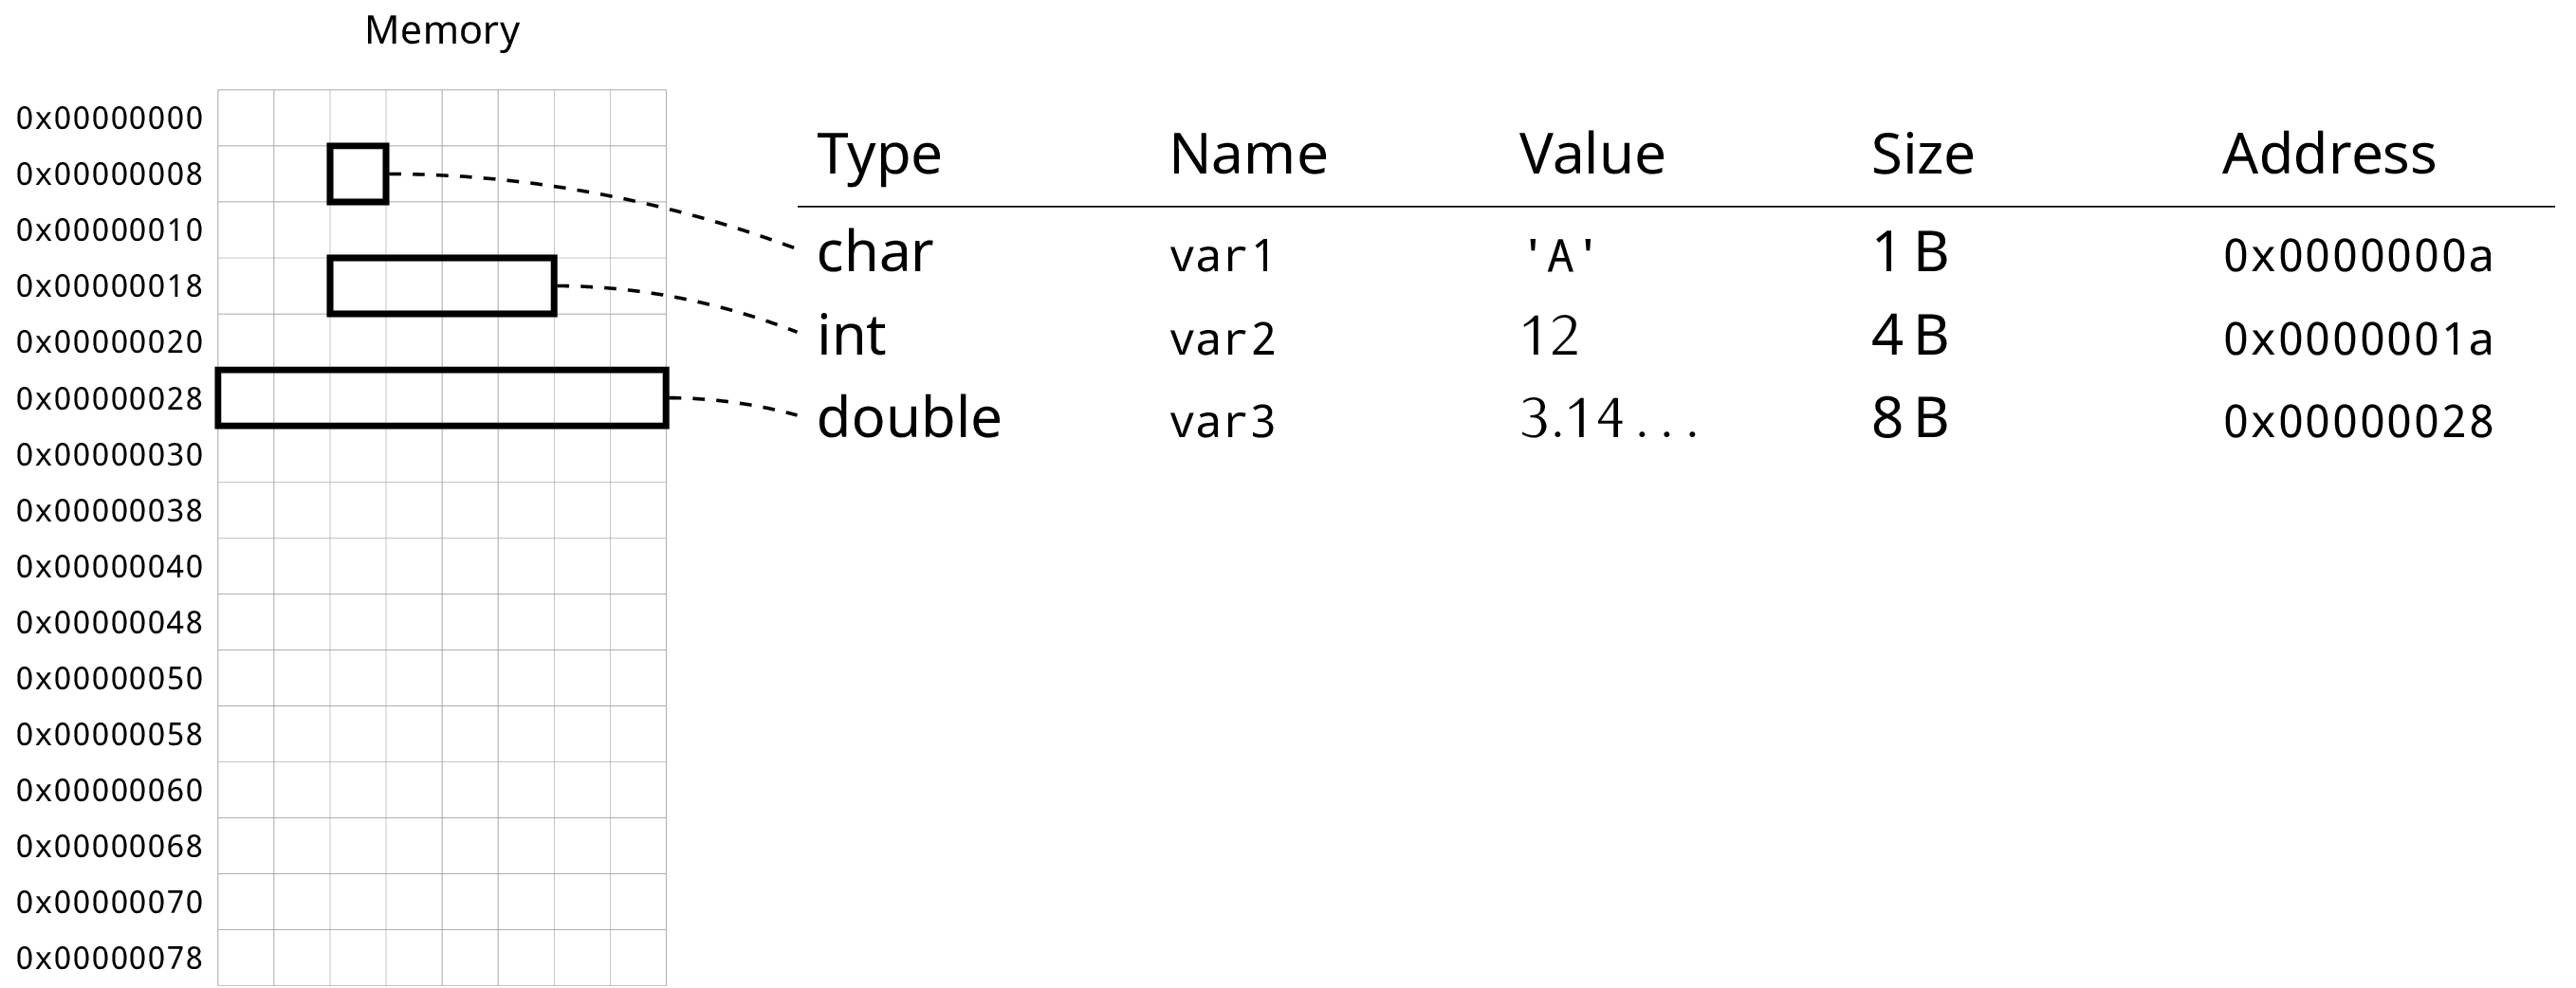 Memory
0x00000000
0x00000008
0x00000010
0x00000018
0x00000020
0x00000028
0x00000030
0x00000038
0x00000040
0x00000048
0x00000050
0x00000058
0x00000060
0x00000068
0x00000070
0x00000078
Type Name Value Size Address
char var1 'A' 1 B 0x0000000a
int var2 12 4 B 0x0000001a
double var3 3.14 . . . 8 B 0x00000028